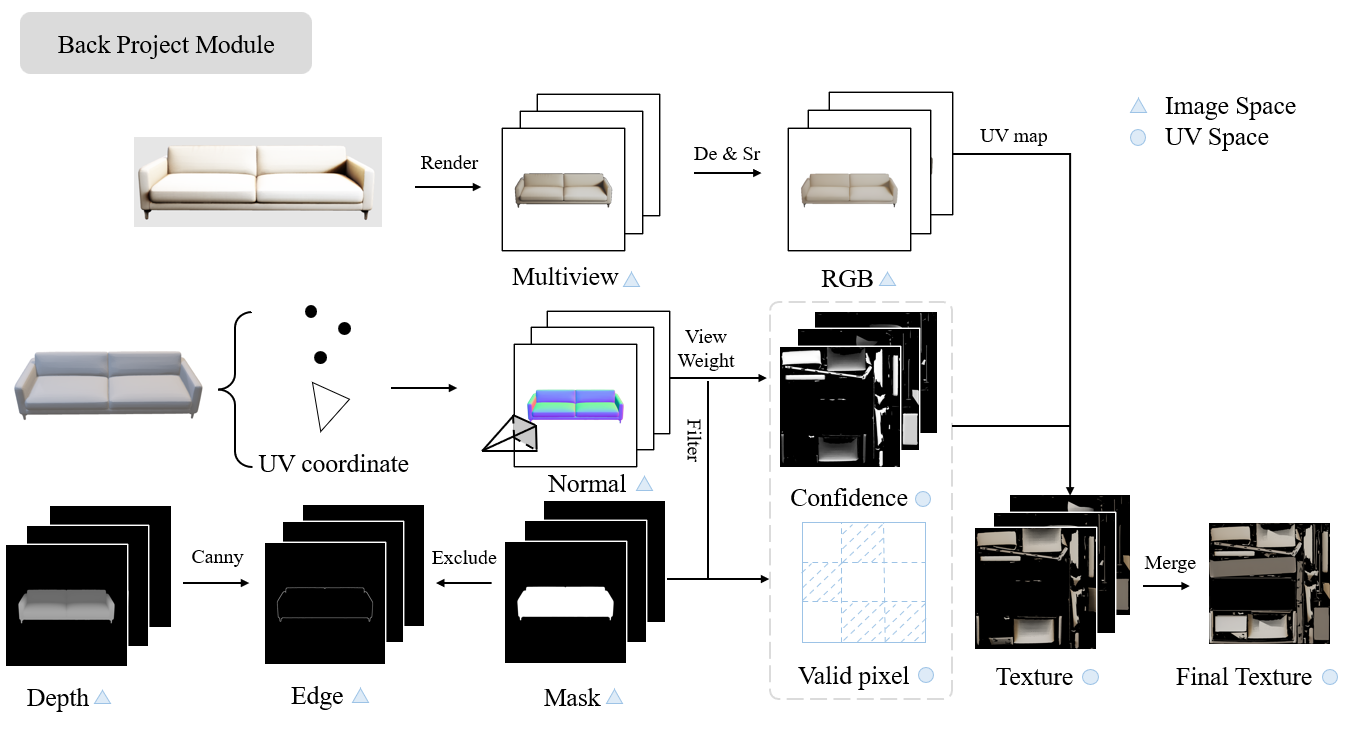 Back Project Module
Image Space
UV Space
Render
De & Sr
UV map
Multiview
RGB
View
Weight
Filter
UV coordinate
Normal
Confidence
Canny
Exclude
Merge
Depth
Edge
Mask
Valid pixel
Texture
Final Texture